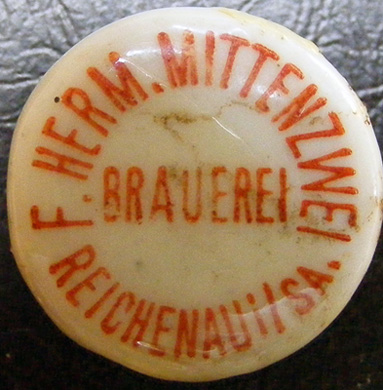 F. HERM. MITTENZWEI
BRAUEREI
REICHENAU i/SA.